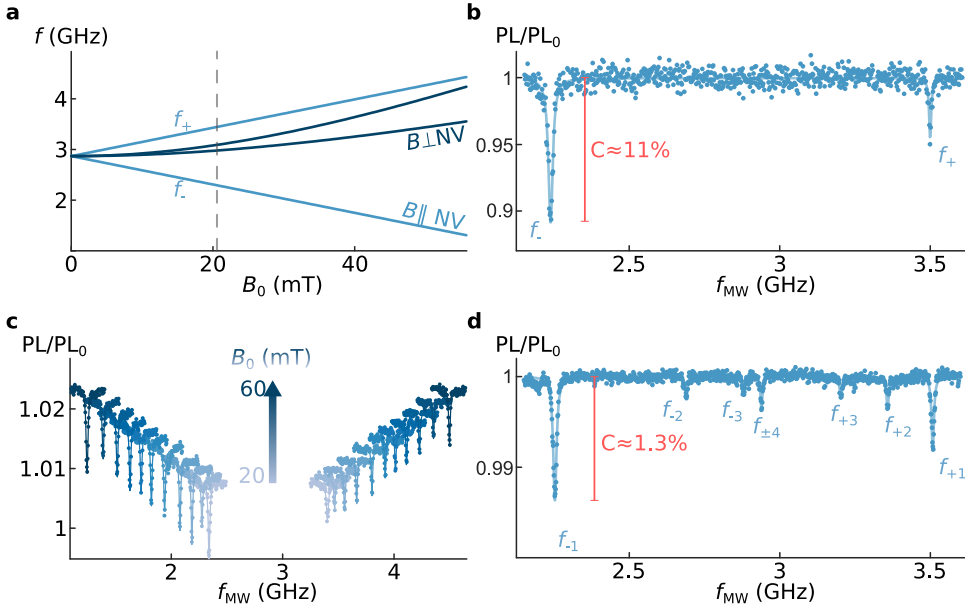 a
f (GHz)
4
3
2
0
20
40
B₀ (mT)
f₊
f₋
B⊥NV
B∥ NV
b
PL/PL₀
1
0.95
0.9
C≈11%
f₋
f₊
2.5
3
3.5
f_MW (GHz)
c
PL/PL₀
1.02
1.01
1
B₀ (mT)
60
20
2
3
4
f_MW (GHz)
d
PL/PL₀
1
0.99
C≈1.3%
f₋₁
f₋₂
f₋₃
f±₄
f₊₃
f₊₂
f₊₁
2.5
3
3.5
f_MW (GHz)